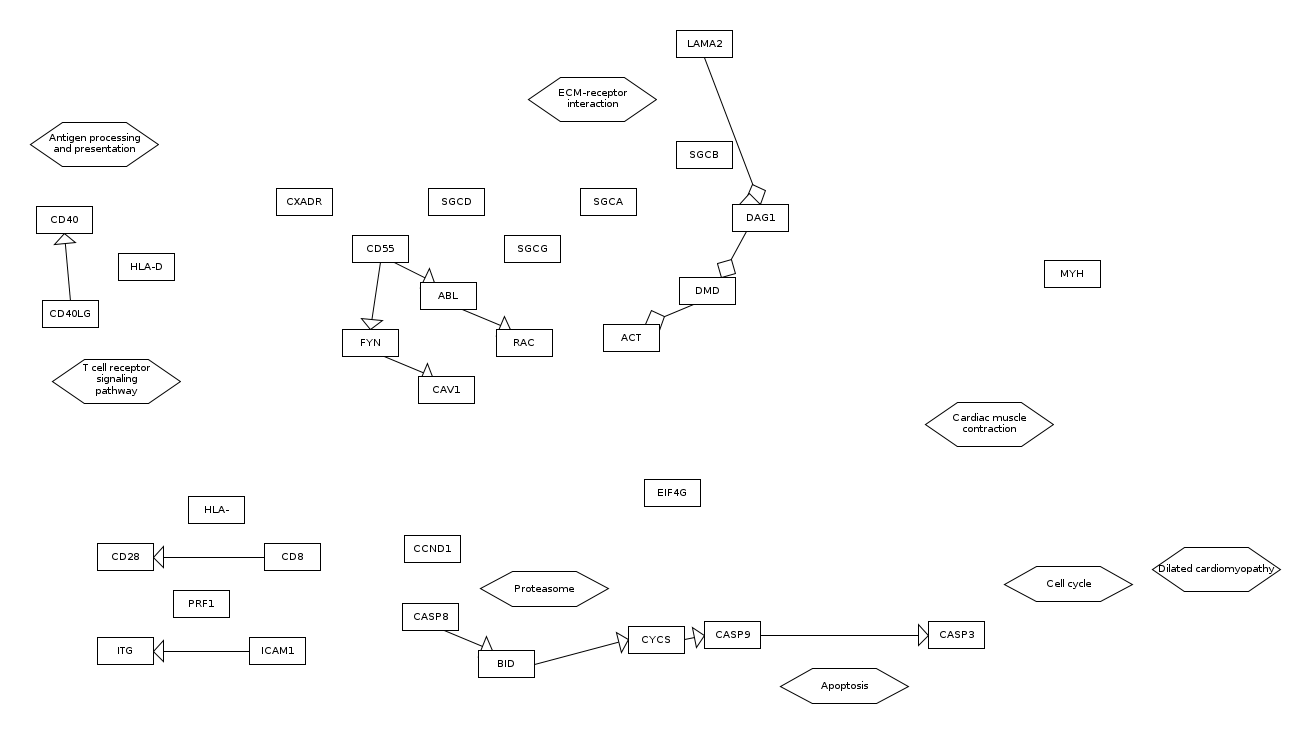 LAMA2
ECM-receptor
interaction
Antigen processing
and presentation
SGCB
CXADR
SGCD
SGCA
CD40
DAG1
CD55
SGCG
HLA-D
MYH
DMD
ABL
CD40LG
FYN
RAC
ACT
T cell receptor
signaling
pathway
CAV1
Cardiac muscle
contraction
EIF4G
HLA-
CCND1
CD28
CD8
Dilated cardiomyopathy
Proteasome
Cell cycle
PRF1
CASP8
CYCS
CASP9
CASP3
ITG
ICAM1
BID
Apoptosis